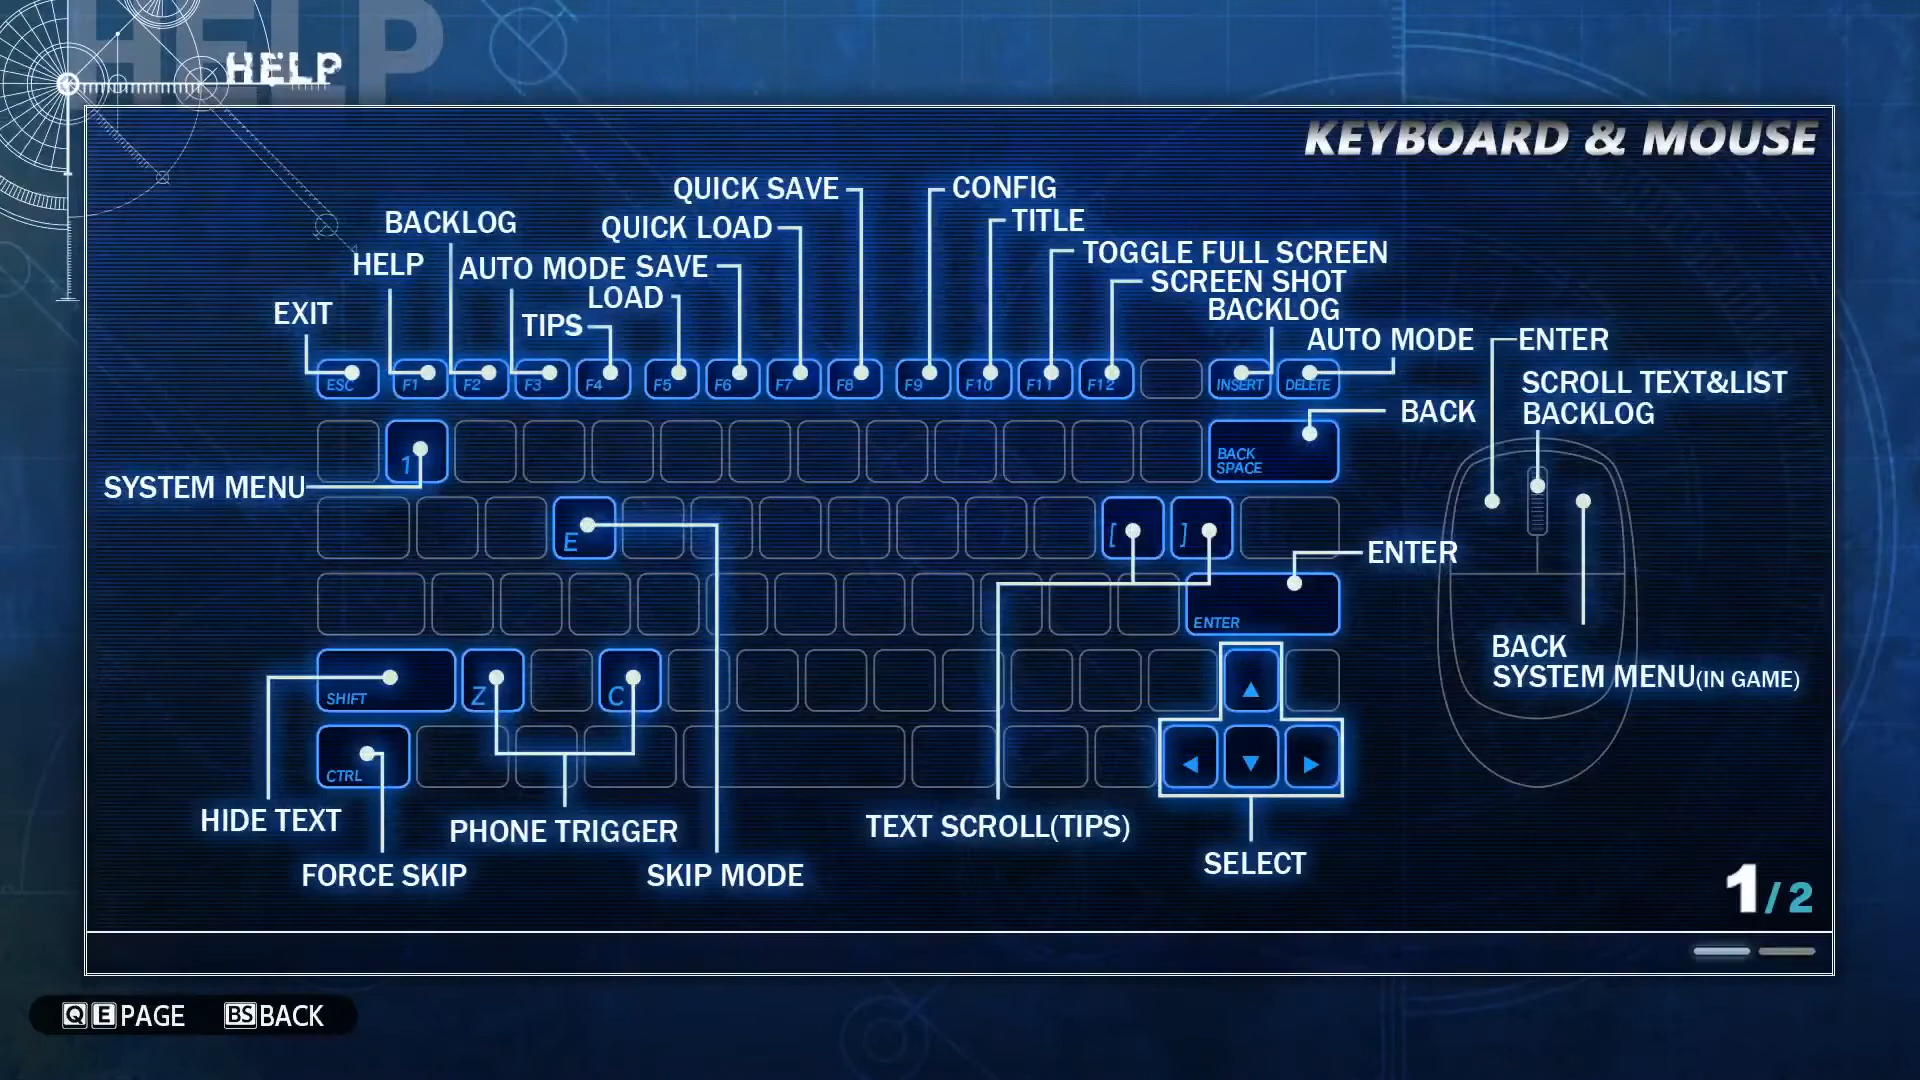 HELP
HELP
KEYBOARD & MOUSE
QUICK SAVE
CONFIG
BACKLOG
QUICK LOAD
TITLE
HELP
AUTO MODE
SAVE
TOGGLE FULL SCREEN
LOAD
SCREEN SHOT
EXIT
TIPS
BACKLOG
AUTO MODE
ENTER
ESC
F1
F2
F3
F4
F5
F6
F7
F8
F9
F10
F11
F12
INSERT
DELETE
SCROLL TEXT&LIST
BACKLOG
BACK
1
BACK
SPACE
SYSTEM MENU
E
[
]
ENTER
ENTER
SHIFT
Z
C
▲
BACK
SYSTEM MENU(IN GAME)
CTRL
◀
▼
▶
HIDE TEXT
PHONE TRIGGER
TEXT SCROLL(TIPS)
FORCE SKIP
SKIP MODE
SELECT
1/2
Q E PAGE
BS BACK